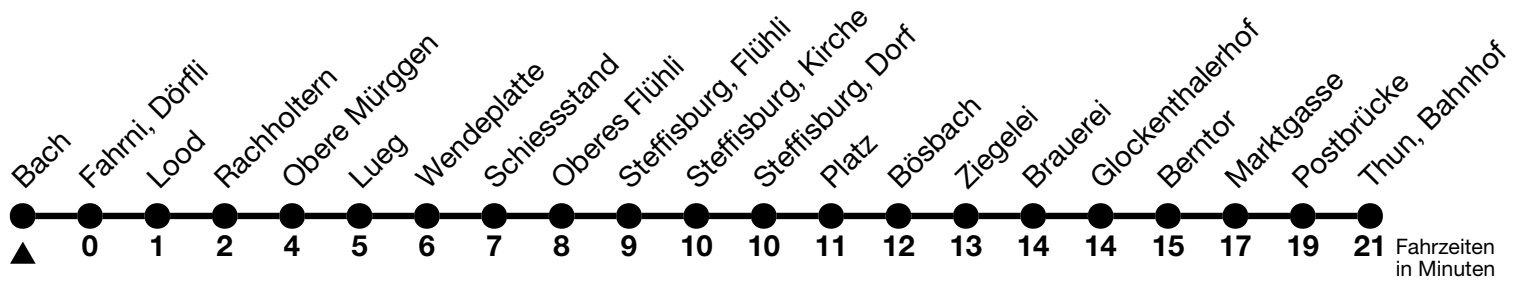 Bach
Fahrni, Dörfli
Lood
Rachholtern
Obere Mürggen
Lueg
Wendeplatte
Schiessstand
Oberes Flühli
Steffisburg, Flühli
Steffisburg, Kirche
Steffisburg, Dorf
Platz
Bösbach
Ziegelei
Brauerei
Glockenthalerhof
Berntor
Marktgasse
Postbrücke
Thun, Bahnhof
0 1 2 4 5 6 7 8 9 10 10 11 12 13 14 14 15 17 19 21 Fahrzeiten
in Minuten